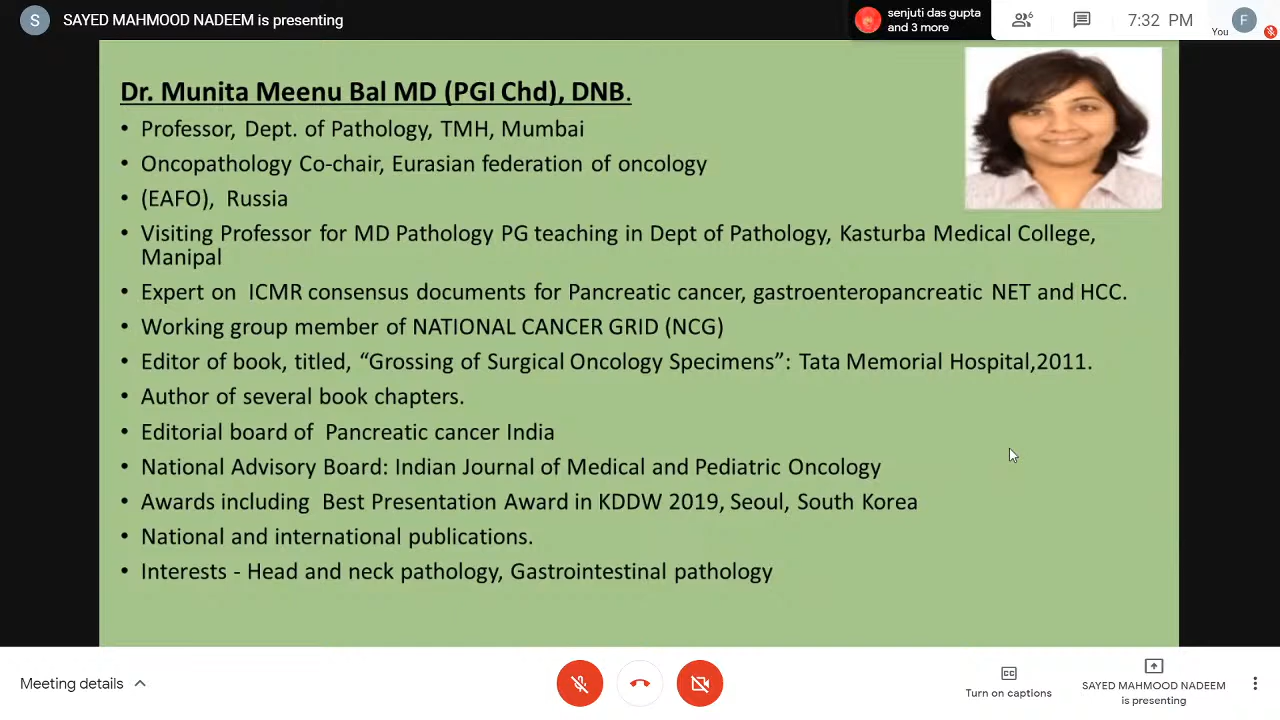 S SAYED MAHMOOD NADEEM is presenting
senjuti das gupta
and 3 more
6
7:32 PM
You
F
Dr. Munita Meenu Bal MD (PGI Chd), DNB.
• Professor, Dept. of Pathology, TMH, Mumbai
• Oncopathology Co-chair, Eurasian federation of oncology
• (EAFO), Russia
• Visiting Professor for MD Pathology PG teaching in Dept of Pathology, Kasturba Medical College,
Manipal
• Expert on ICMR consensus documents for Pancreatic cancer, gastroenteropancreatic NET and HCC.
• Working group member of NATIONAL CANCER GRID (NCG)
• Editor of book, titled, “Grossing of Surgical Oncology Specimens”: Tata Memorial Hospital,2011.
• Author of several book chapters.
• Editorial board of Pancreatic cancer India
• National Advisory Board: Indian Journal of Medical and Pediatric Oncology
• Awards including Best Presentation Award in KDDW 2019, Seoul, South Korea
• National and international publications.
• Interests - Head and neck pathology, Gastrointestinal pathology
Meeting details
CC
Turn on captions
SAYED MAHMOOD NADEEM
is presenting